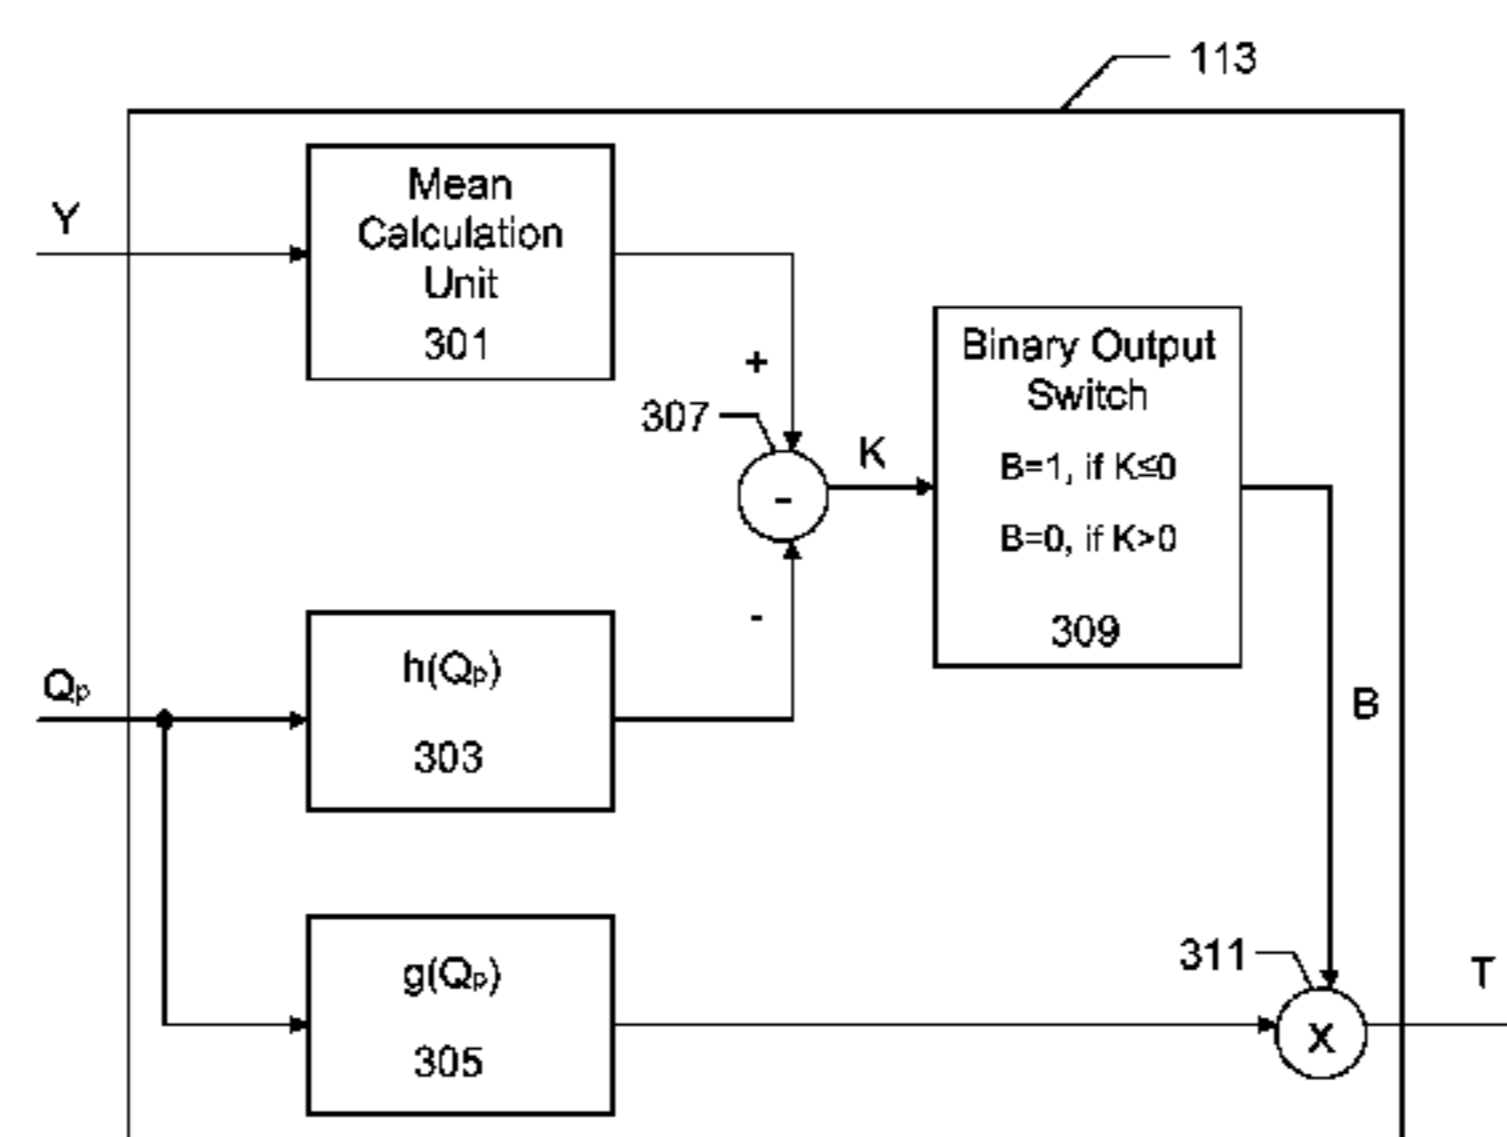 113
Y
Mean
Calculation
Unit
301
+
307
-
K
Binary Output
Switch
B=1, if K≤0
B=0, if K>0
309
-
Qp
h(Qp)
303
B
g(Qp)
305
311
x
T